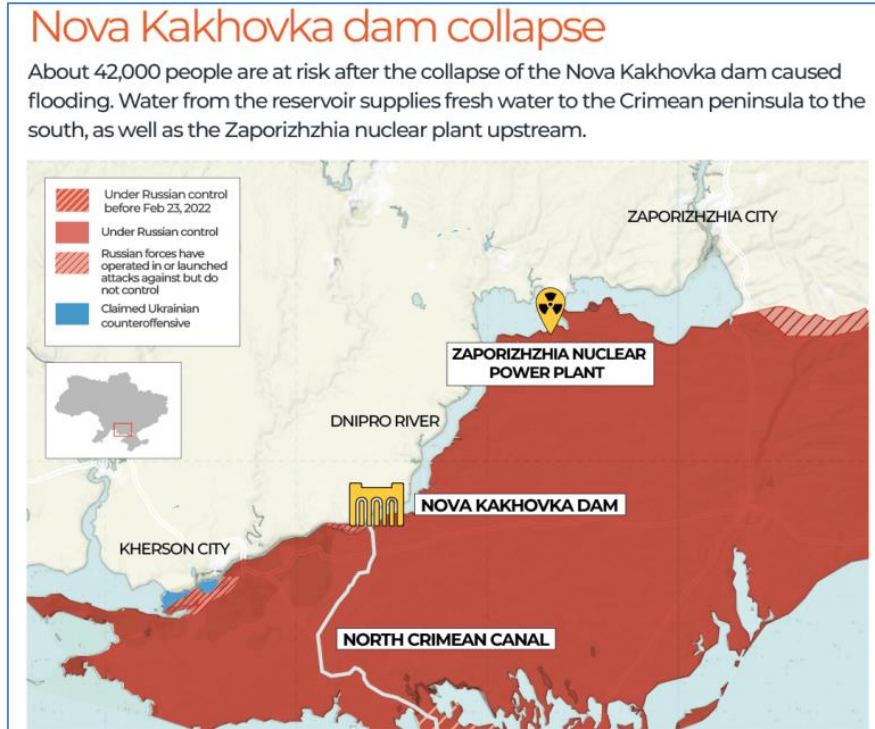 Nova Kakhovka dam collapse
About 42,000 people are at risk after the collapse of the Nova Kakhovka dam caused
flooding. Water from the reservoir supplies fresh water to the Crimean peninsula to the
south, as well as the Zaporizhzhia nuclear plant upstream.
Under Russian control
before Feb 23, 2022
Under Russian control
Russian forces have
operated in or launched
attacks against but do
not control
Claimed Ukrainian
counteroffensive
ZAPORIZHZHIA CITY
ZAPORIZHZHIA NUCLEAR
POWER PLANT
DNIPRO RIVER
NOVA KAKHOVKA DAM
KHERSON CITY
NORTH CRIMEAN CANAL